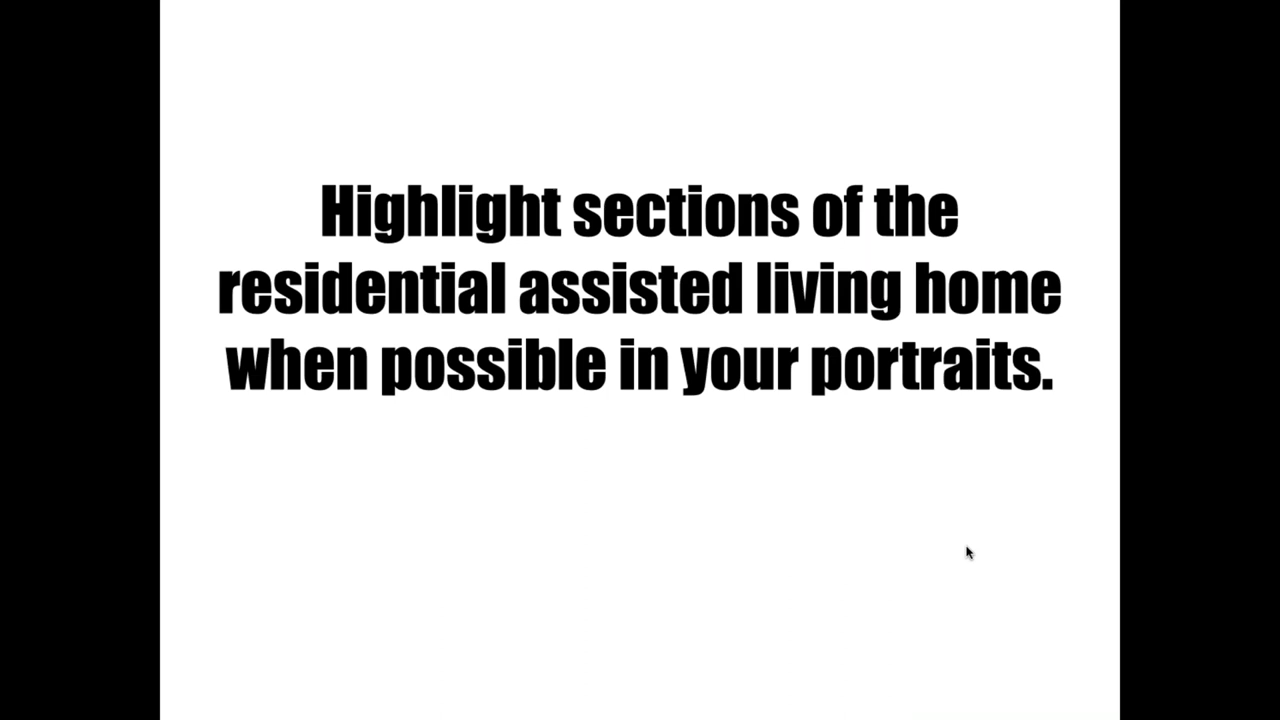 Highlight sections of the
residential assisted living home
when possible in your portraits.